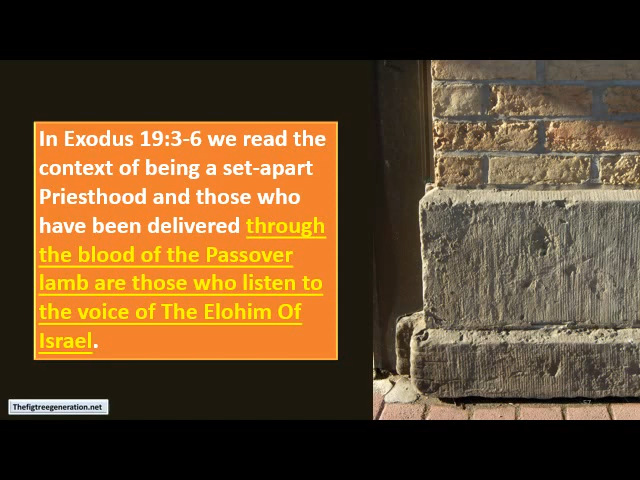 In Exodus 19:3-6 we read the
context of being a set-apart
Priesthood and those who
have been delivered through
the blood of the Passover
lamb are those who listen to
the voice of The Elohim Of
Israel.
Thefigtreegeneration.net
57